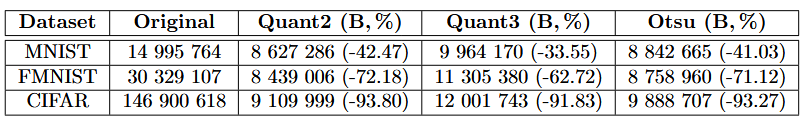 Dataset Original Quant2 (B, %) Quant3 (B, %) Otsu (B, %)
MNIST 14 995 764 8 627 286 (-42.47) 9 964 170 (-33.55) 8 842 665 (-41.03)
FMNIST 30 329 107 8 439 006 (-72.18) 11 305 380 (-62.72) 8 758 960 (-71.12)
CIFAR 146 900 618 9 109 999 (-93.80) 12 001 743 (-91.83) 9 888 707 (-93.27)